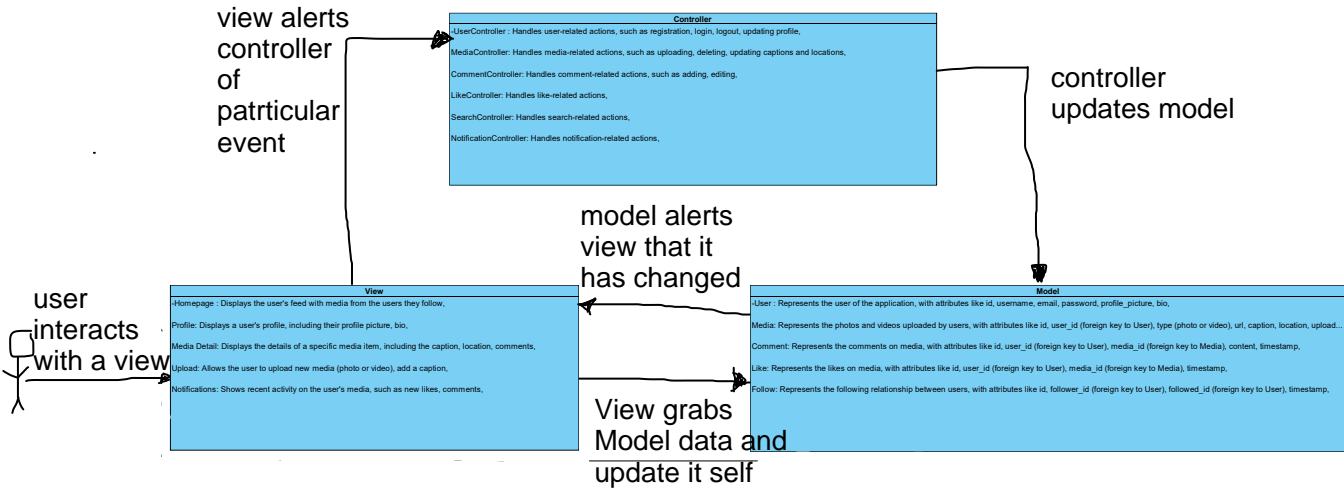 view alerts
controller
of
patrticular
event
Controller
-UserController : Handles user-related actions, such as registration, login, logout, updating profile,
MediaController: Handles media-related actions, such as uploading, deleting, updating captions and locations,
CommentController: Handles comment-related actions, such as adding, editing,
LikeController: Handles like-related actions,
SearchController: Handles search-related actions,
NotificationController: Handles notification-related actions,
controller
updates model
model alerts
view that it
has changed
user
interacts
with a view
View
-Homepage : Displays the user's feed with media from the users they follow,
Profile: Displays a user's profile, including their profile picture, bio,
Media Detail: Displays the details of a specific media item, including the caption, location, comments,
Upload: Allows the user to upload new media (photo or video), add a caption,
Notifications: Shows recent activity on the user's media, such as new likes, comments,
Model
-User : Represents the user of the application, with attributes like id, username, email, password, profile_picture, bio,
Media: Represents the photos and videos uploaded by users, with attributes like id, user_id (foreign key to User), type (photo or video), url, caption, location, upload...
Comment: Represents the comments on media, with attributes like id, user_id (foreign key to User), media_id (foreign key to Media), content, timestamp,
Like: Represents the likes on media, with attributes like id, user_id (foreign key to User), media_id (foreign key to Media), timestamp,
Follow: Represents the following relationship between users, with attributes like id, follower_id (foreign key to User), followed_id (foreign key to User), timestamp,
View grabs
Model data and
update it self